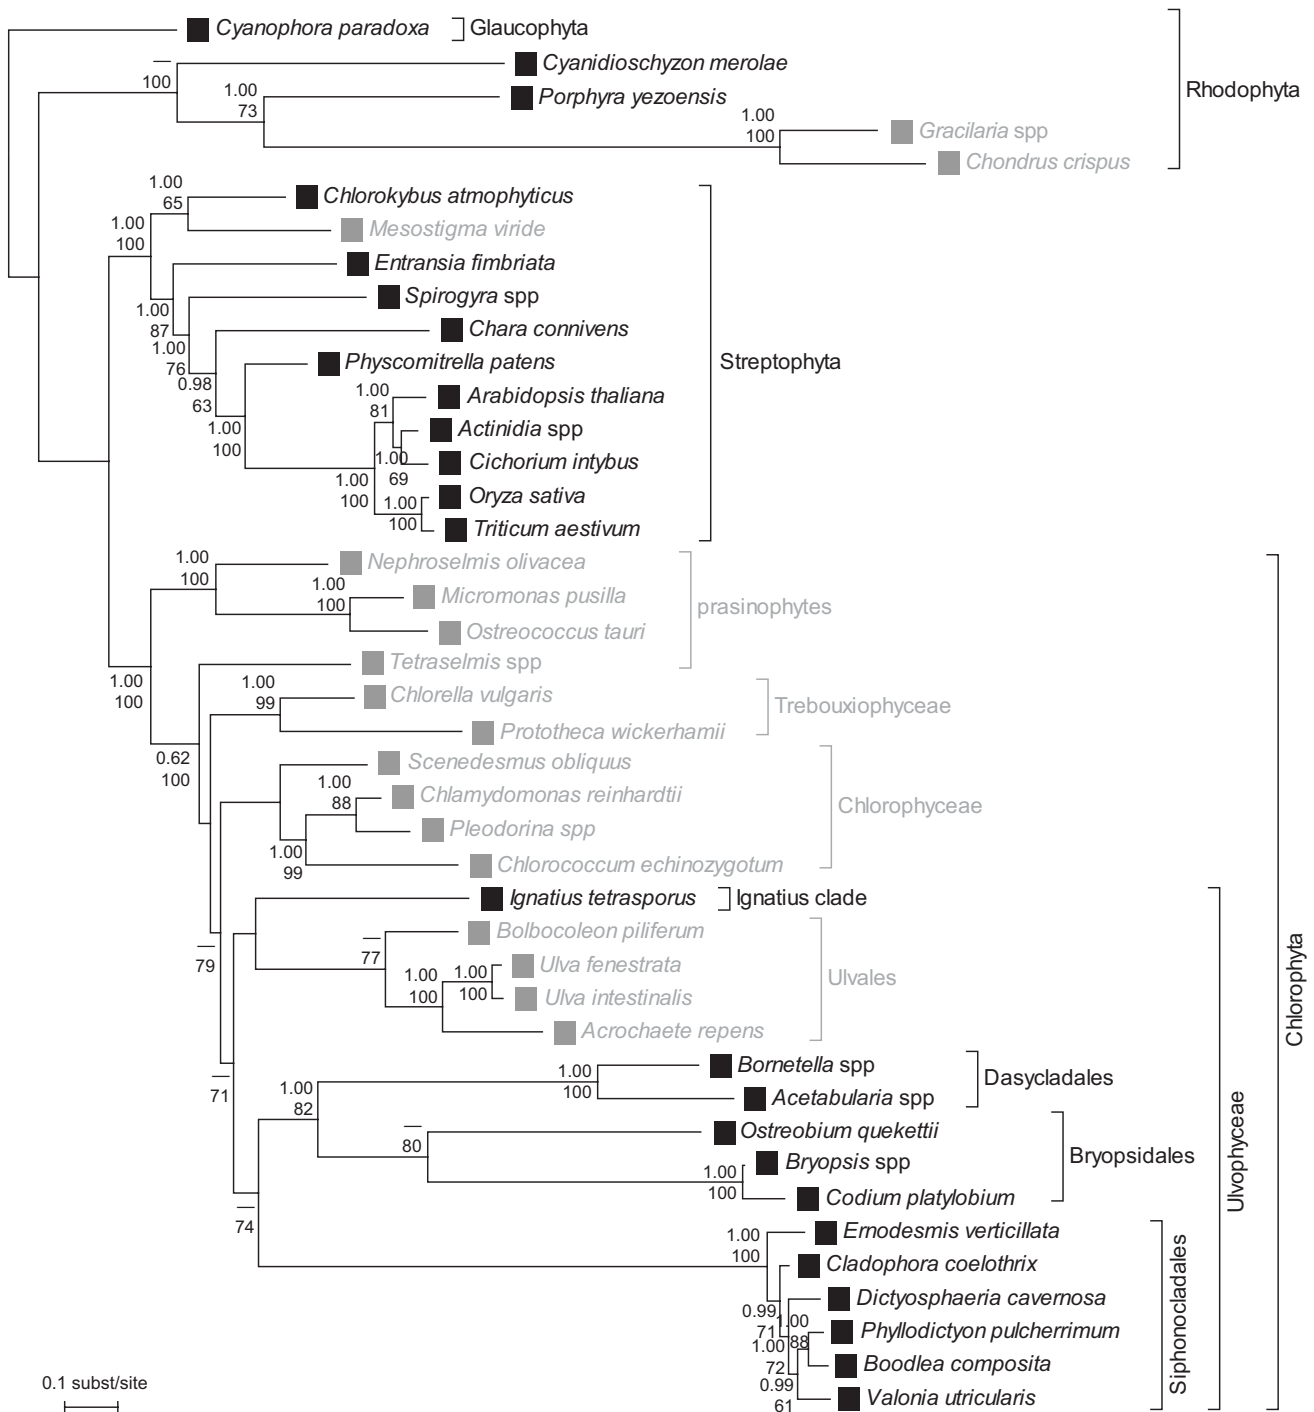 Cyanophora paradoxa Glaucophyta
—
100
Cyanidioschyzon merolae
1.00
73
Porphyra yezoensis
Rhodophyta
1.00
100
Gracilaria spp
Chondrus crispus
1.00
65
Chlorokybus atmophyticus
1.00
100
Mesostigma viride
Entransia fimbriata
1.00
87
Spirogyra spp
1.00
76
Chara connivens
0.98
63
Physcomitrella patens
Streptophyta
1.00
100
1.00
81
Arabidopsis thaliana
Actinidia spp
1.00
69
Cichorium intybus
1.00
100
Oryza sativa
1.00
100
Triticum aestivum
1.00
100
Nephroselmis olivacea
1.00
100
Micromonas pusilla
prasinophytes
Ostreococcus tauri
1.00
100
Tetraselmis spp
1.00
99
Chlorella vulgaris
Trebouxiophyceae
Prototheca wickerhamii
0.62
100
Scenedesmus obliquus
1.00
88
Chlamydomonas reinhardtii
Chlorophyceae
Pleodorina spp
1.00
99
Chlorococcum echinozygotum
Ignatius tetrasporus Ignatius clade
—
79
—
77
Bolbocoleon piliferum
Chlorophyta
1.00
100
1.00
100
Ulva fenestrata
Ulvales
Ulva intestinalis
Acrochaete repens
—
71
1.00
82
1.00
100
Bornetella spp
Dasycladales
Acetabularia spp
—
80
Ostreobium quekettii
Bryopsidales
Ulvophyceae
1.00
100
Bryopsis spp
Codium platylobium
—
74
1.00
100
Ernodesmis verticillata
Cladophora coelothrix
Siphonocladales
0.99
71
Dictyosphaeria cavernosa
1.00
88
Phyllodictyon pulcherrimum
1.00
72
Boodlea composita
0.99
61
Valonia utricularis
0.1 subst/site